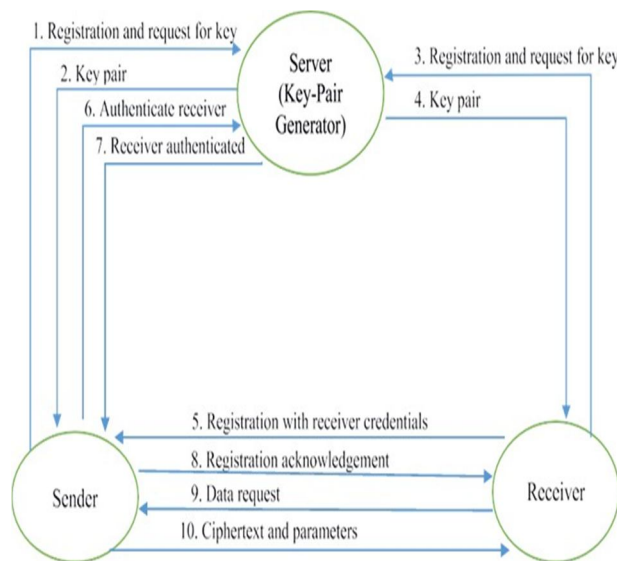 1. Registration and request for key
Server
(Key-Pair
Generator)
3. Registration and request for key
2. Key pair
4. Key pair
6. Authenticate receiver
7. Receiver authenticated
5. Registration with receiver credentials
8. Registration acknowledgement
Sender
9. Data request
Receiver
10. Ciphertext and parameters